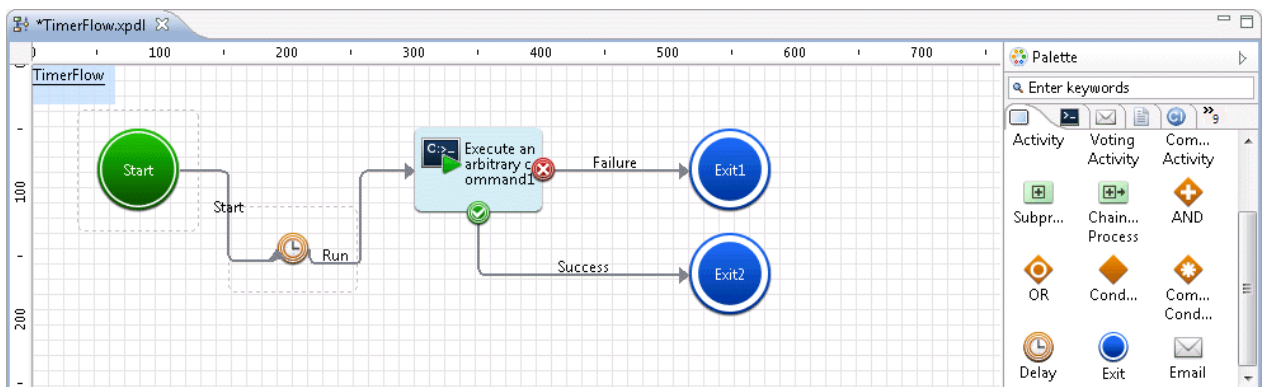 *TimerFlow.xpdl
0 100 200 300 400 500 600 700
Palette
TimerFlow
Enter keywords
C:>_
9
Activity Voting Activity Com... Activity
Start
Execute an
arbitrary c
ommand1
Failure
Exit1
100
Subpr... Chain... Process AND
Start
Run
Success
Exit2
OR Cond... Com... Cond...
200
Delay Exit Email